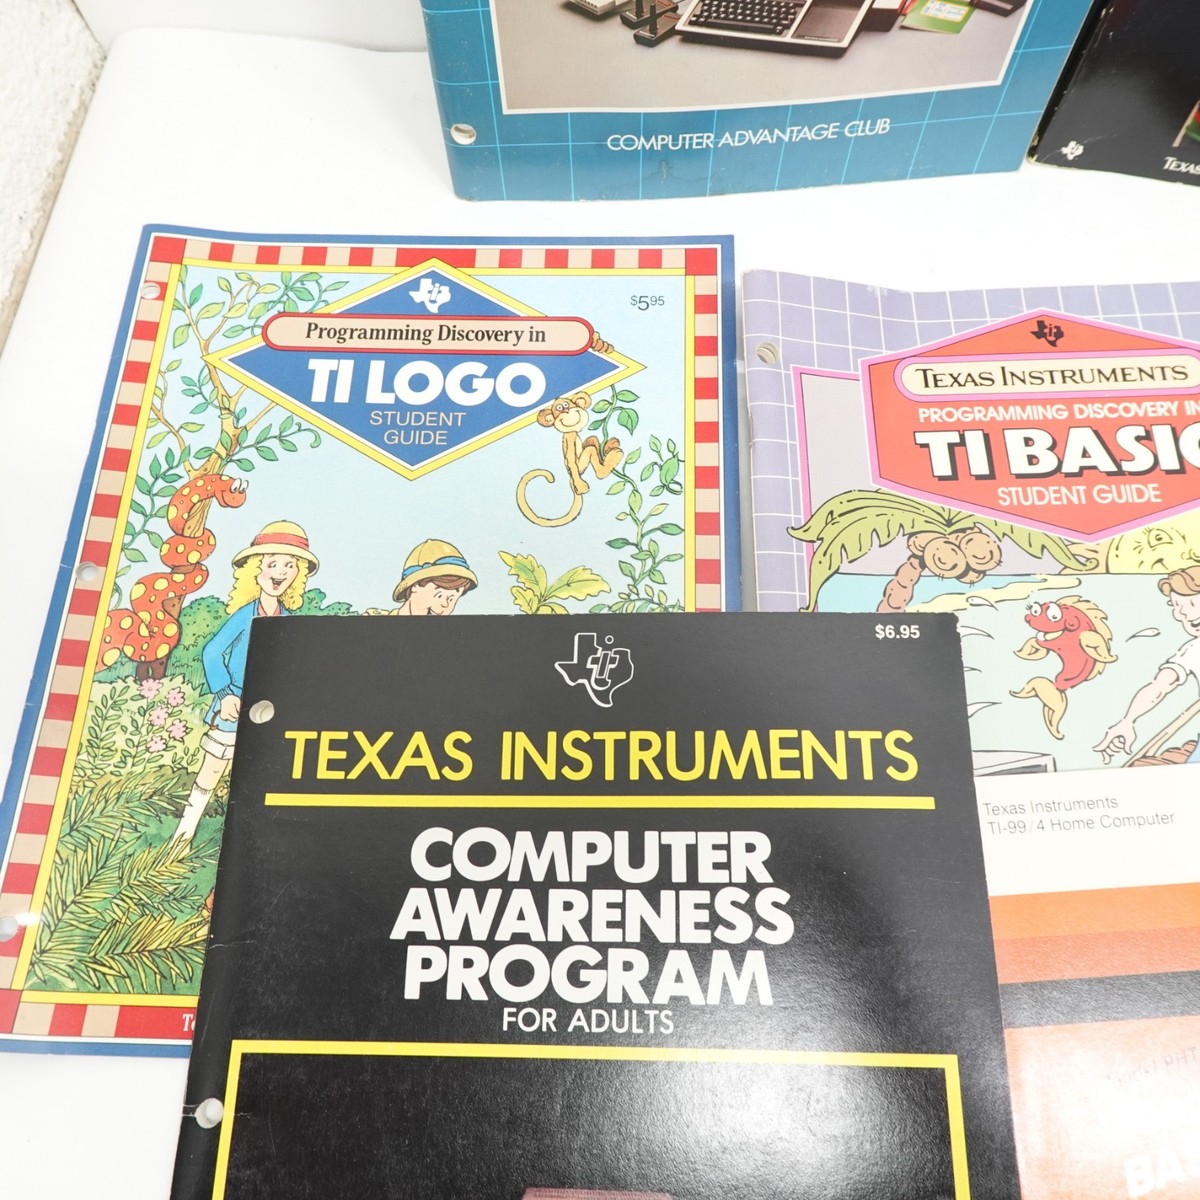 COMPUTER ADVANTAGE CLUB
$5.95
Programming Discovery in
TI LOGO
STUDENT
GUIDE
TEXAS INSTRUMENTS
PROGRAMMING DISCOVERY IN
TI BASIC
STUDENT GUIDE
Texas Instruments
TI-99/4 Home Computer
$6.95
TEXAS INSTRUMENTS
COMPUTER
AWARENESS
PROGRAM
FOR ADULTS